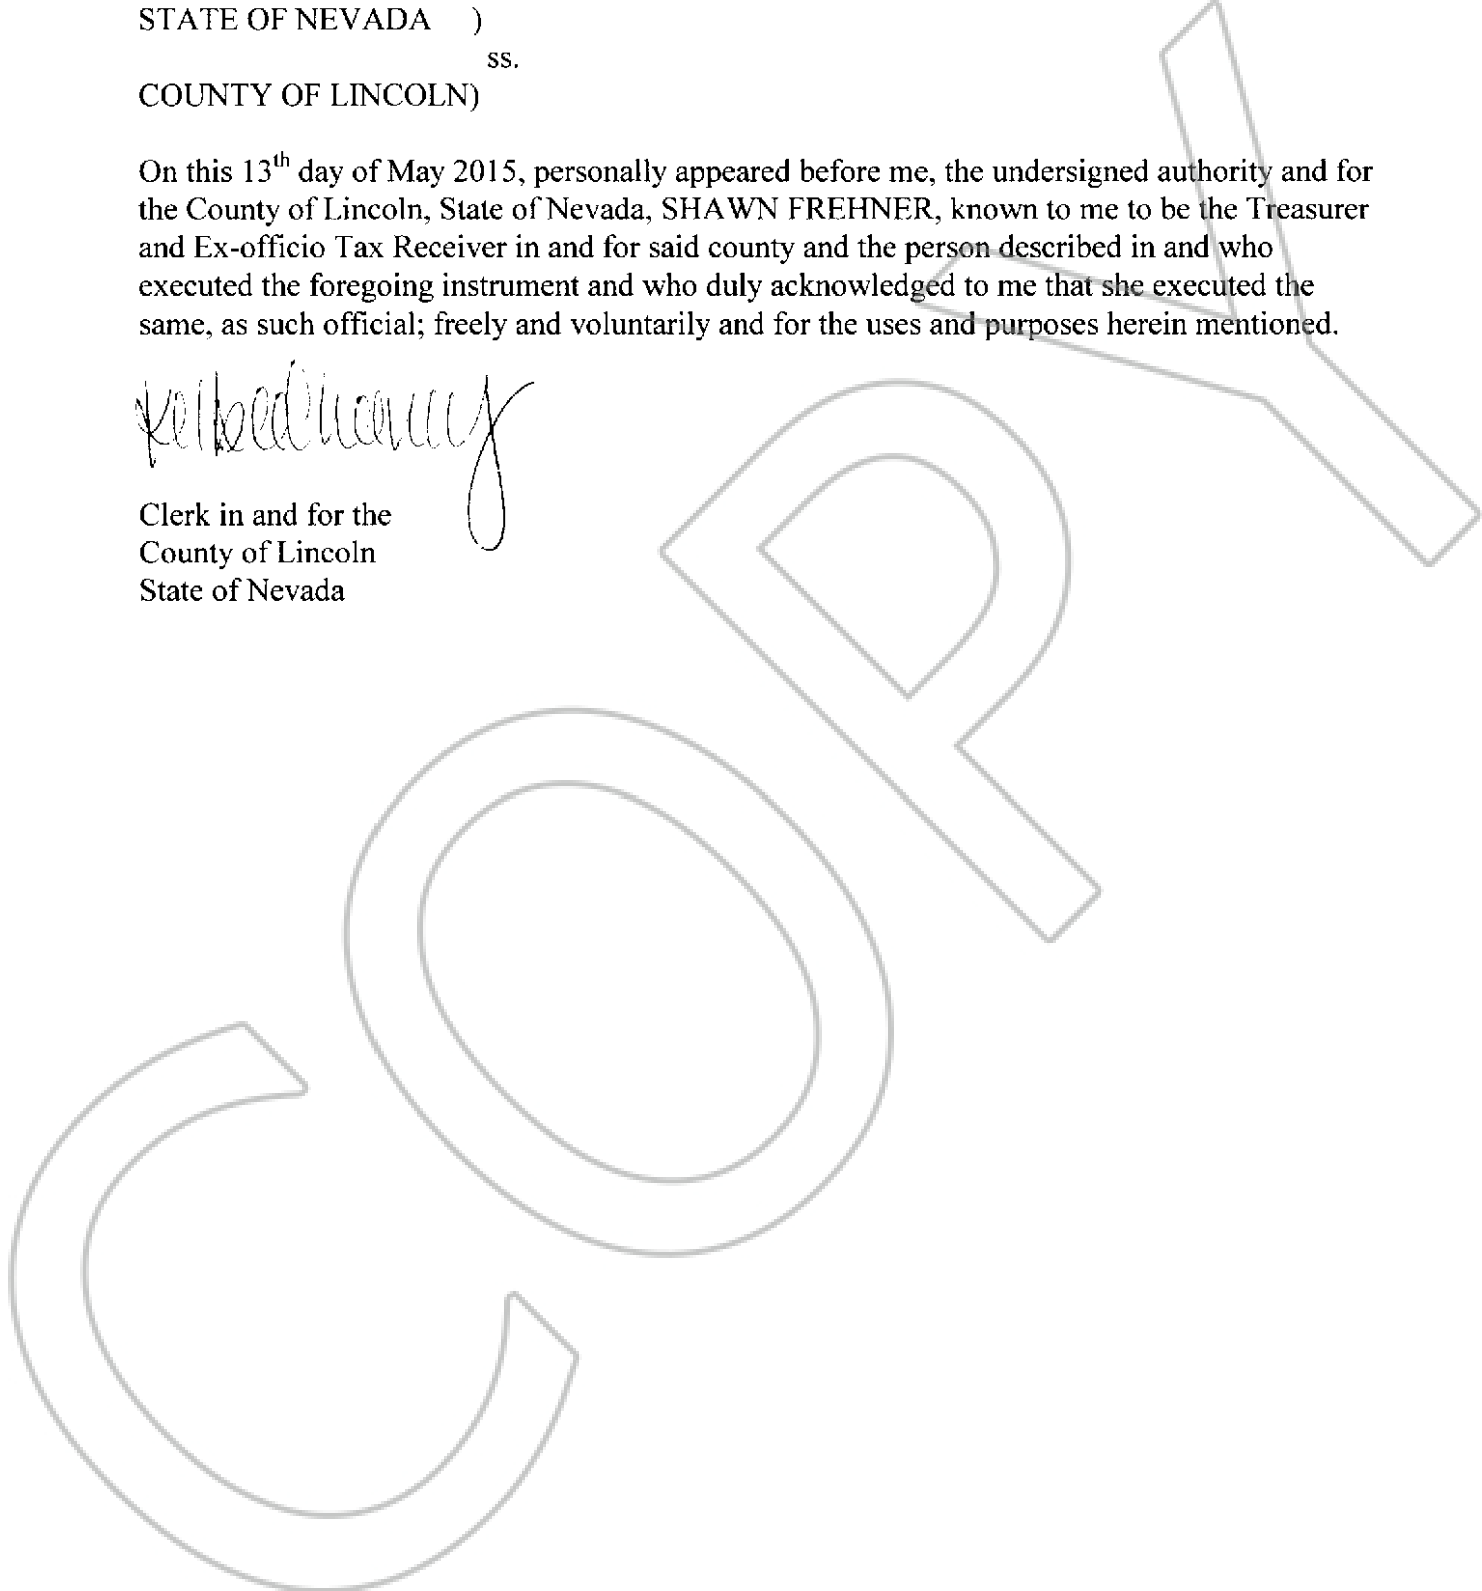 STATE OF NEVADA )
ss.
COUNTY OF LINCOLN)
On this 13th day of May 2015, personally appeared before me, the undersigned authority and for
the County of Lincoln, State of Nevada, SHAWN FREHNER, known to me to be the Treasurer
and Ex-officio Tax Receiver in and for said county and the person described in and who
executed the foregoing instrument and who duly acknowledged to me that she executed the
same, as such official; freely and voluntarily and for the uses and purposes herein mentioned.
Clerk in and for the
County of Lincoln
State of Nevada
COPY